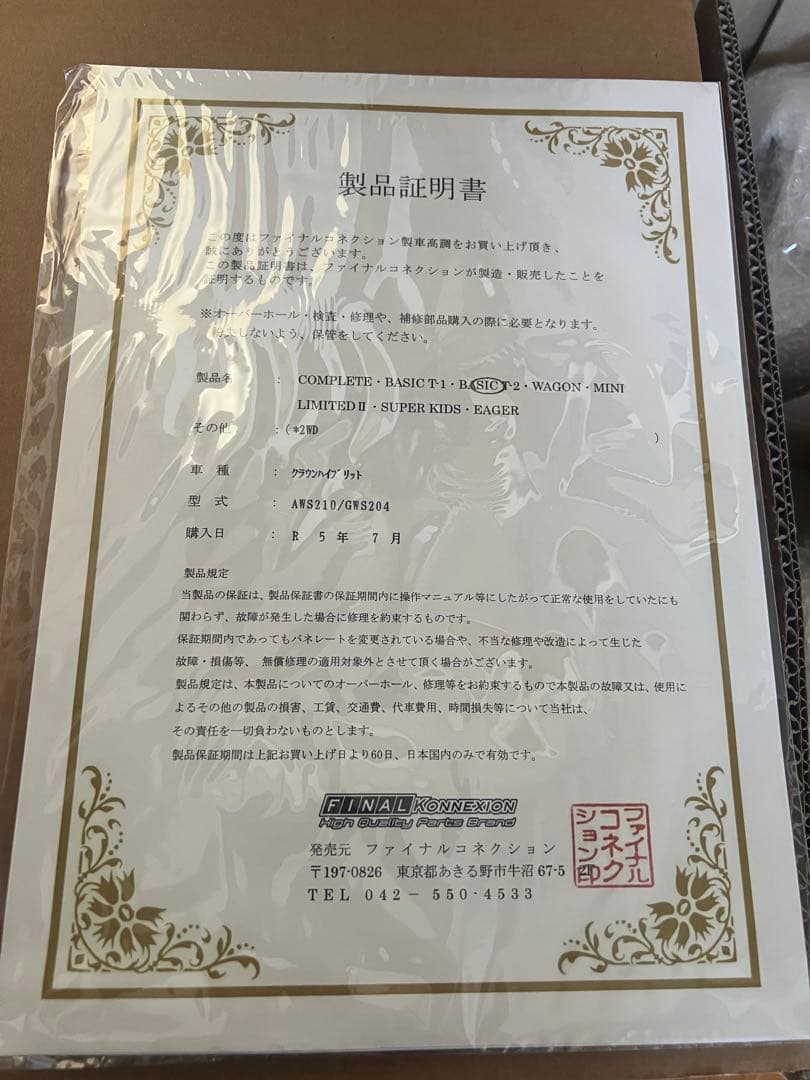 製品証明書
この度はファイナルコネクション製車高調をお買い上げ頂き、
誠にありがとうございます。
この製品証明書は、ファイナルコネクションが製造・販売したことを
証明するものです。
※オーバーホール・検査・修理や、補修部品購入の際に必要となります。
紛失しないよう、保管をしてください。
製品名 : COMPLETE・BASIC T-1・BASIC T-2・WAGON・MINI
LIMITEDⅡ・SUPER KIDS・EAGER
その他 :(*2WD )
車 種 : クラウンハイブリット
型 式 : AWS210/GWS204
購入日 : R 5 年 7 月
製品規定
当製品の保証は、製品保証書の保証期間内に操作マニュアル等にしたがって正常な使用をしていたにも
関わらず、故障が発生した場合に修理を約束するものです。
保証期間内であってもバネレートを変更されている場合や、不当な修理や改造によって生じた
故障・損傷等、 無償修理の適用対象外とさせて頂く場合がございます。
製品規定は、本製品についてのオーバーホール、修理等をお約束するもので本製品の故障又は、使用に
よるその他の製品の損害、工賃、交通費、代車費用、時間損失等について当社は、
その責任を一切負わないものとします。
製品保証期間は上記お買い上げ日より60日、日本国内のみで有効です。
FINAL KONNEXION
High Quality Parts Brand
発売元 ファイナルコネクション
〒197-0826 東京都あきる野市牛沼 67-5
TEL 042-550-4533
ファイナル
コネク
ション印